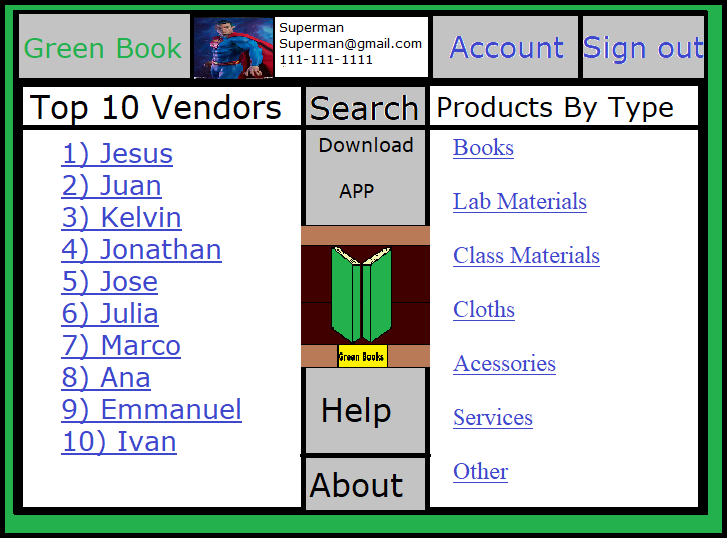 Green Book
Superman
Superman@gmail.com
111-111-1111
Account
Sign out
Top 10 Vendors
1) Jesus
2) Juan
3) Kelvin
4) Jonathan
5) Jose
6) Julia
7) Marco
8) Ana
9) Emmanuel
10) Ivan
Search
Download
APP
Green Books
Help
About
Products By Type
Books
Lab Materials
Class Materials
Cloths
Acessories
Services
Other